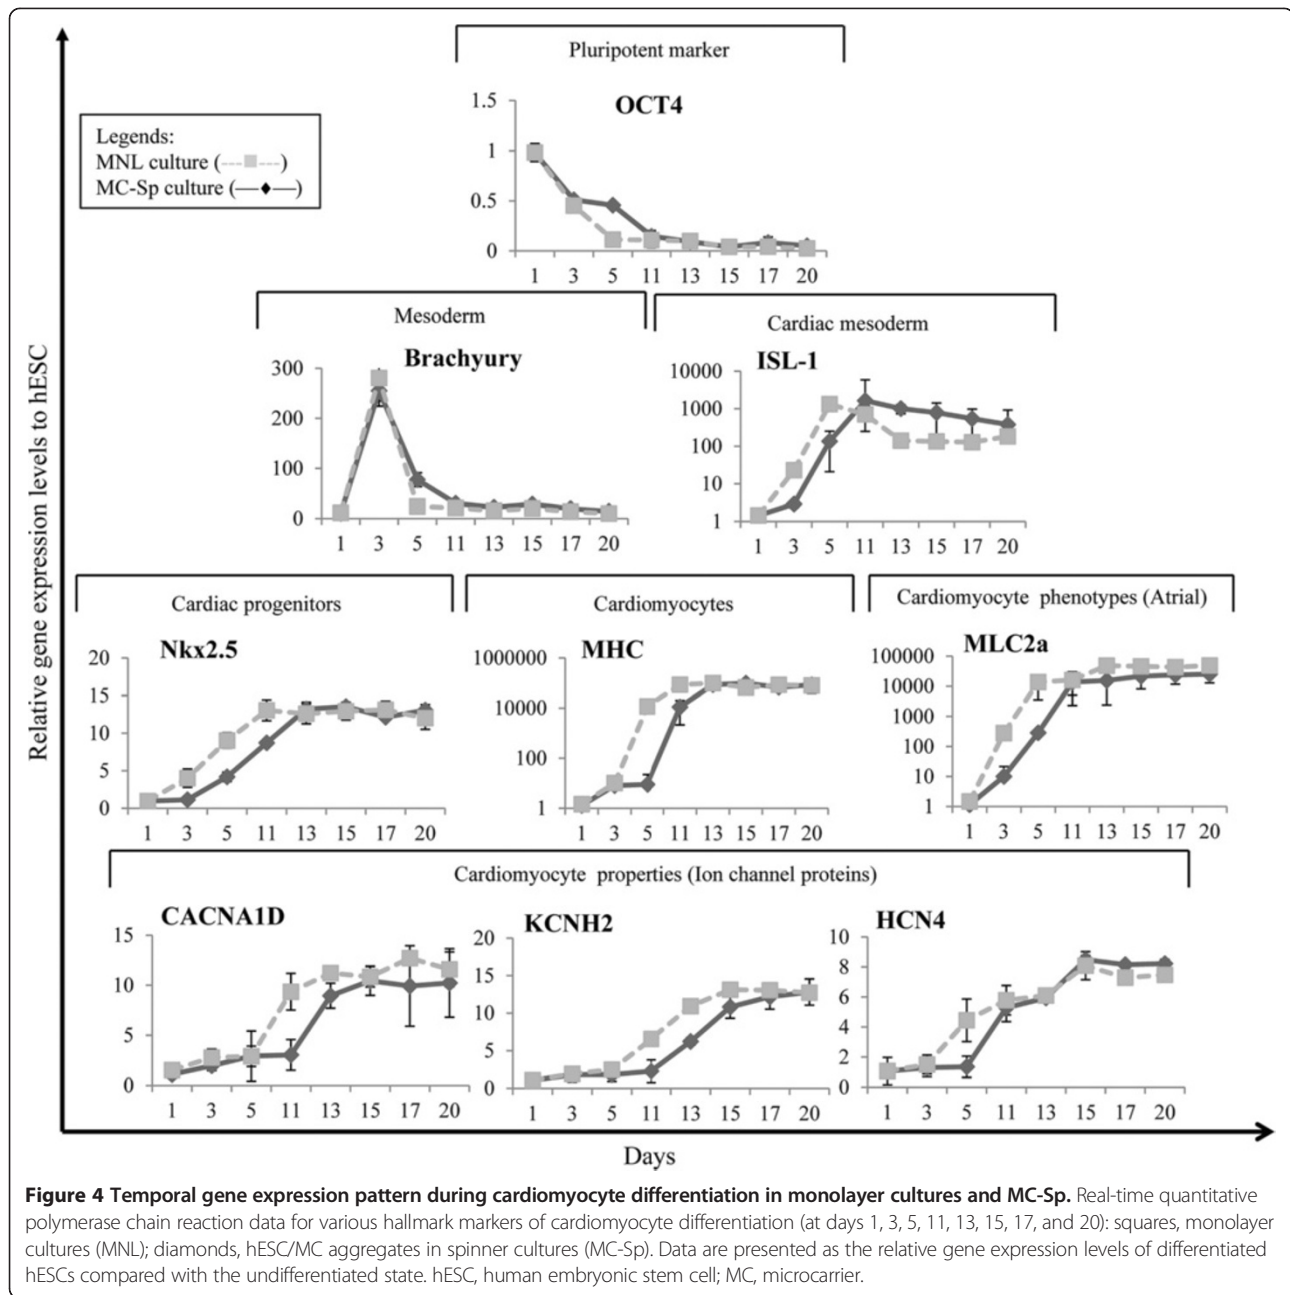 Pluripotent marker
OCT4
1.5
1
0.5
0
1 3 5 11 13 15 17 20
Legends:
MNL culture (---■---)
MC-Sp culture (—◆—)
Relative gene expression levels to hESC
Mesoderm
Brachyury
300
200
100
0
1 3 5 11 13 15 17 20
Cardiac mesoderm
ISL-1
10000
1000
100
10
1
1 3 5 11 13 15 17 20
Cardiac progenitors
Nkx2.5
20
15
10
5
0
1 3 5 11 13 15 17 20
Cardiomyocytes
MHC
1000000
10000
100
1
1 3 5 11 13 15 17 20
Cardiomyocyte phenotypes (Atrial)
MLC2a
100000
10000
1000
100
10
1
1 3 5 11 13 15 17 20
Cardiomyocyte properties (Ion channel proteins)
CACNA1D
15
10
5
0
1 3 5 11 13 15 17 20
KCNH2
20
15
10
5
0
1 3 5 11 13 15 17 20
HCN4
10
8
6
4
2
0
1 3 5 11 13 15 17 20
Days
Figure 4 Temporal gene expression pattern during cardiomyocyte differentiation in monolayer cultures and MC-Sp. Real-time quantitative
polymerase chain reaction data for various hallmark markers of cardiomyocyte differentiation (at days 1, 3, 5, 11, 13, 15, 17, and 20): squares, monolayer
cultures (MNL); diamonds, hESC/MC aggregates in spinner cultures (MC-Sp). Data are presented as the relative gene expression levels of differentiated
hESCs compared with the undifferentiated state. hESC, human embryonic stem cell; MC, microcarrier.